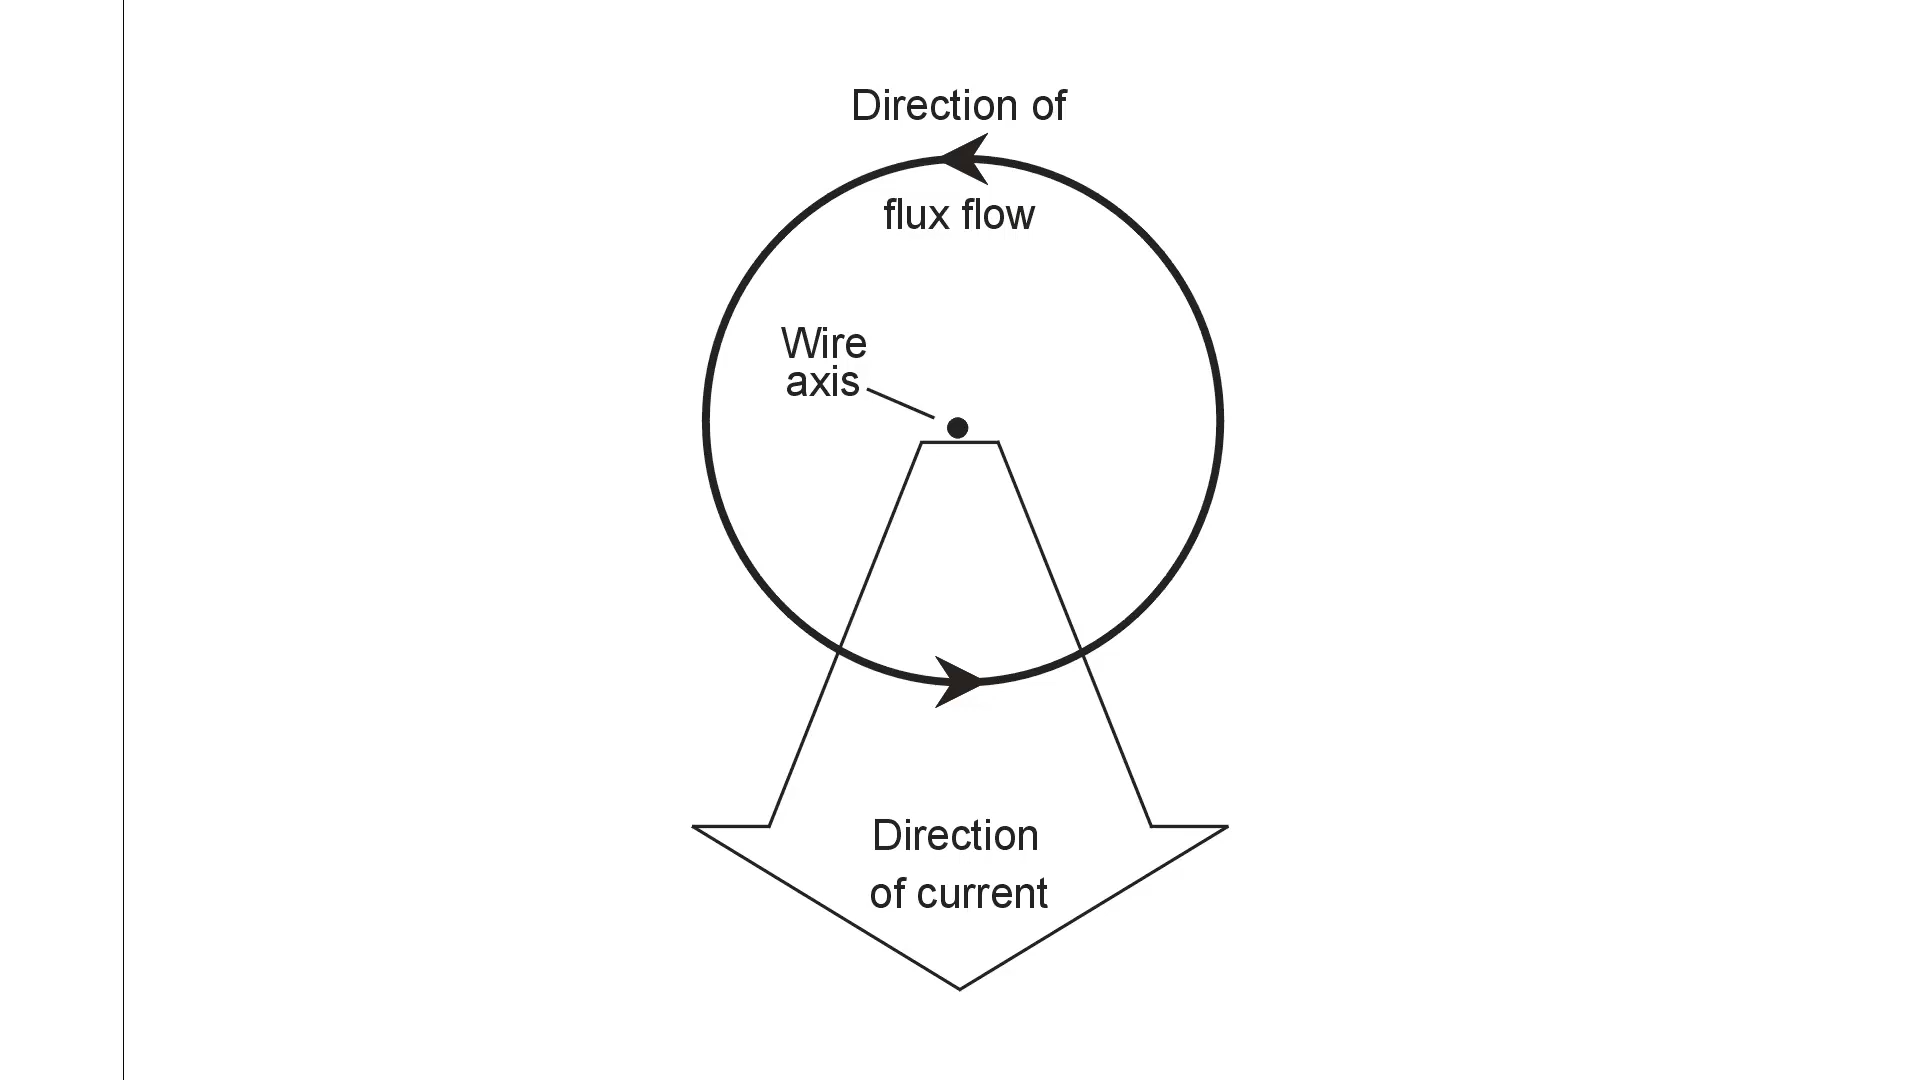 Direction of
flux flow
Wire
axis
Direction
of current